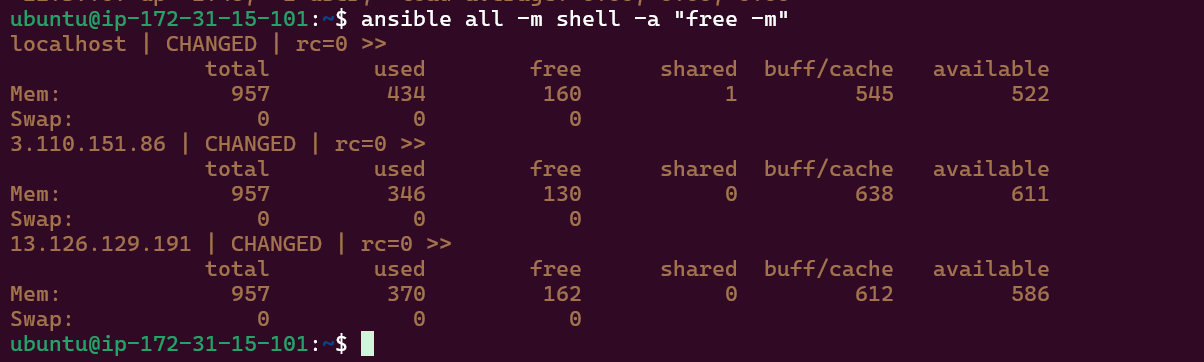 ubuntu@ip-172-31-15-101:~$ ansible all -m shell -a "free -m"
localhost | CHANGED | rc=0 >>
               total        used        free      shared  buff/cache   available
Mem:             957         434         160           1         545         522
Swap:              0           0           0
3.110.151.86 | CHANGED | rc=0 >>
               total        used        free      shared  buff/cache   available
Mem:             957         346         130           0         638         611
Swap:              0           0           0
13.126.129.191 | CHANGED | rc=0 >>
               total        used        free      shared  buff/cache   available
Mem:             957         370         162           0         612         586
Swap:              0           0           0
ubuntu@ip-172-31-15-101:~$